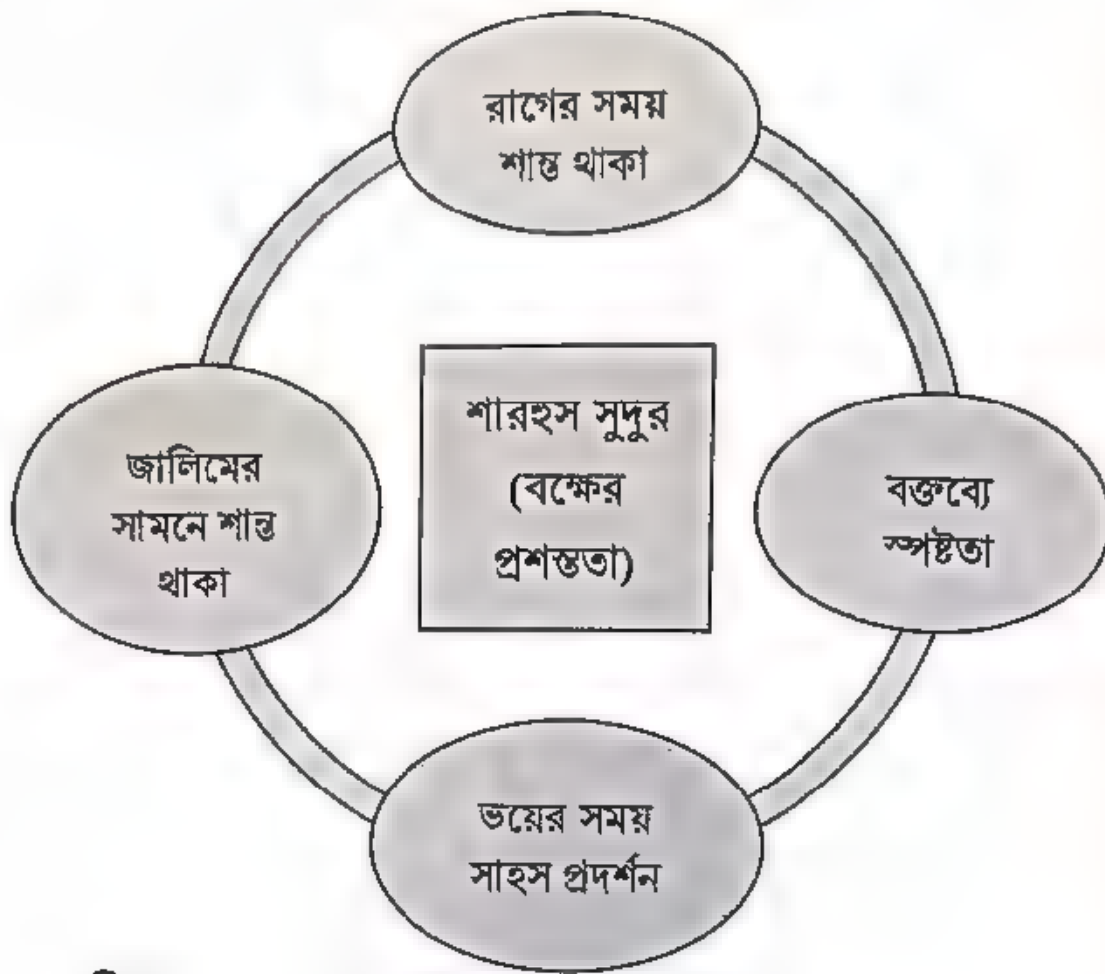 রাগের সময়
শান্ত থাকা
জালিমের
সামনে শান্ত
থাকা
শারহুস সুদুর
(বক্ষের
প্রশস্ততা)
বক্তব্যে
স্পষ্টতা
ভয়ের সময়
সাহস প্রদর্শন